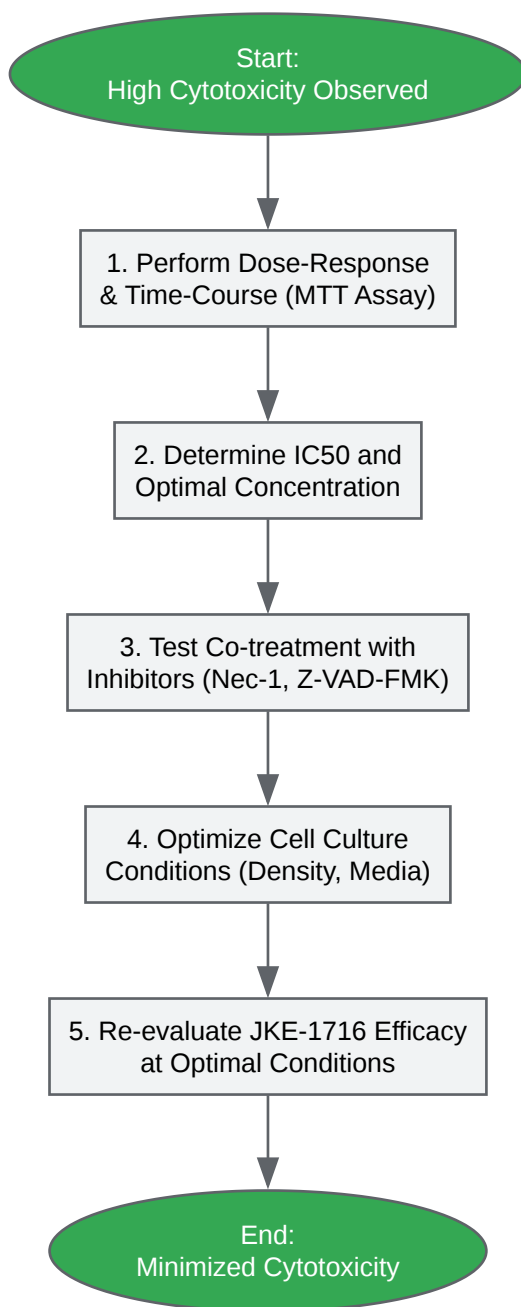 Start:
High Cytotoxicity Observed
1. Perform Dose-Response
& Time-Course (MTT Assay)
2. Determine IC50 and
Optimal Concentration
3. Test Co-treatment with
Inhibitors (Nec-1, Z-VAD-FMK)
4. Optimize Cell Culture
Conditions (Density, Media)
5. Re-evaluate JKE-1716 Efficacy
at Optimal Conditions
End:
Minimized Cytotoxicity